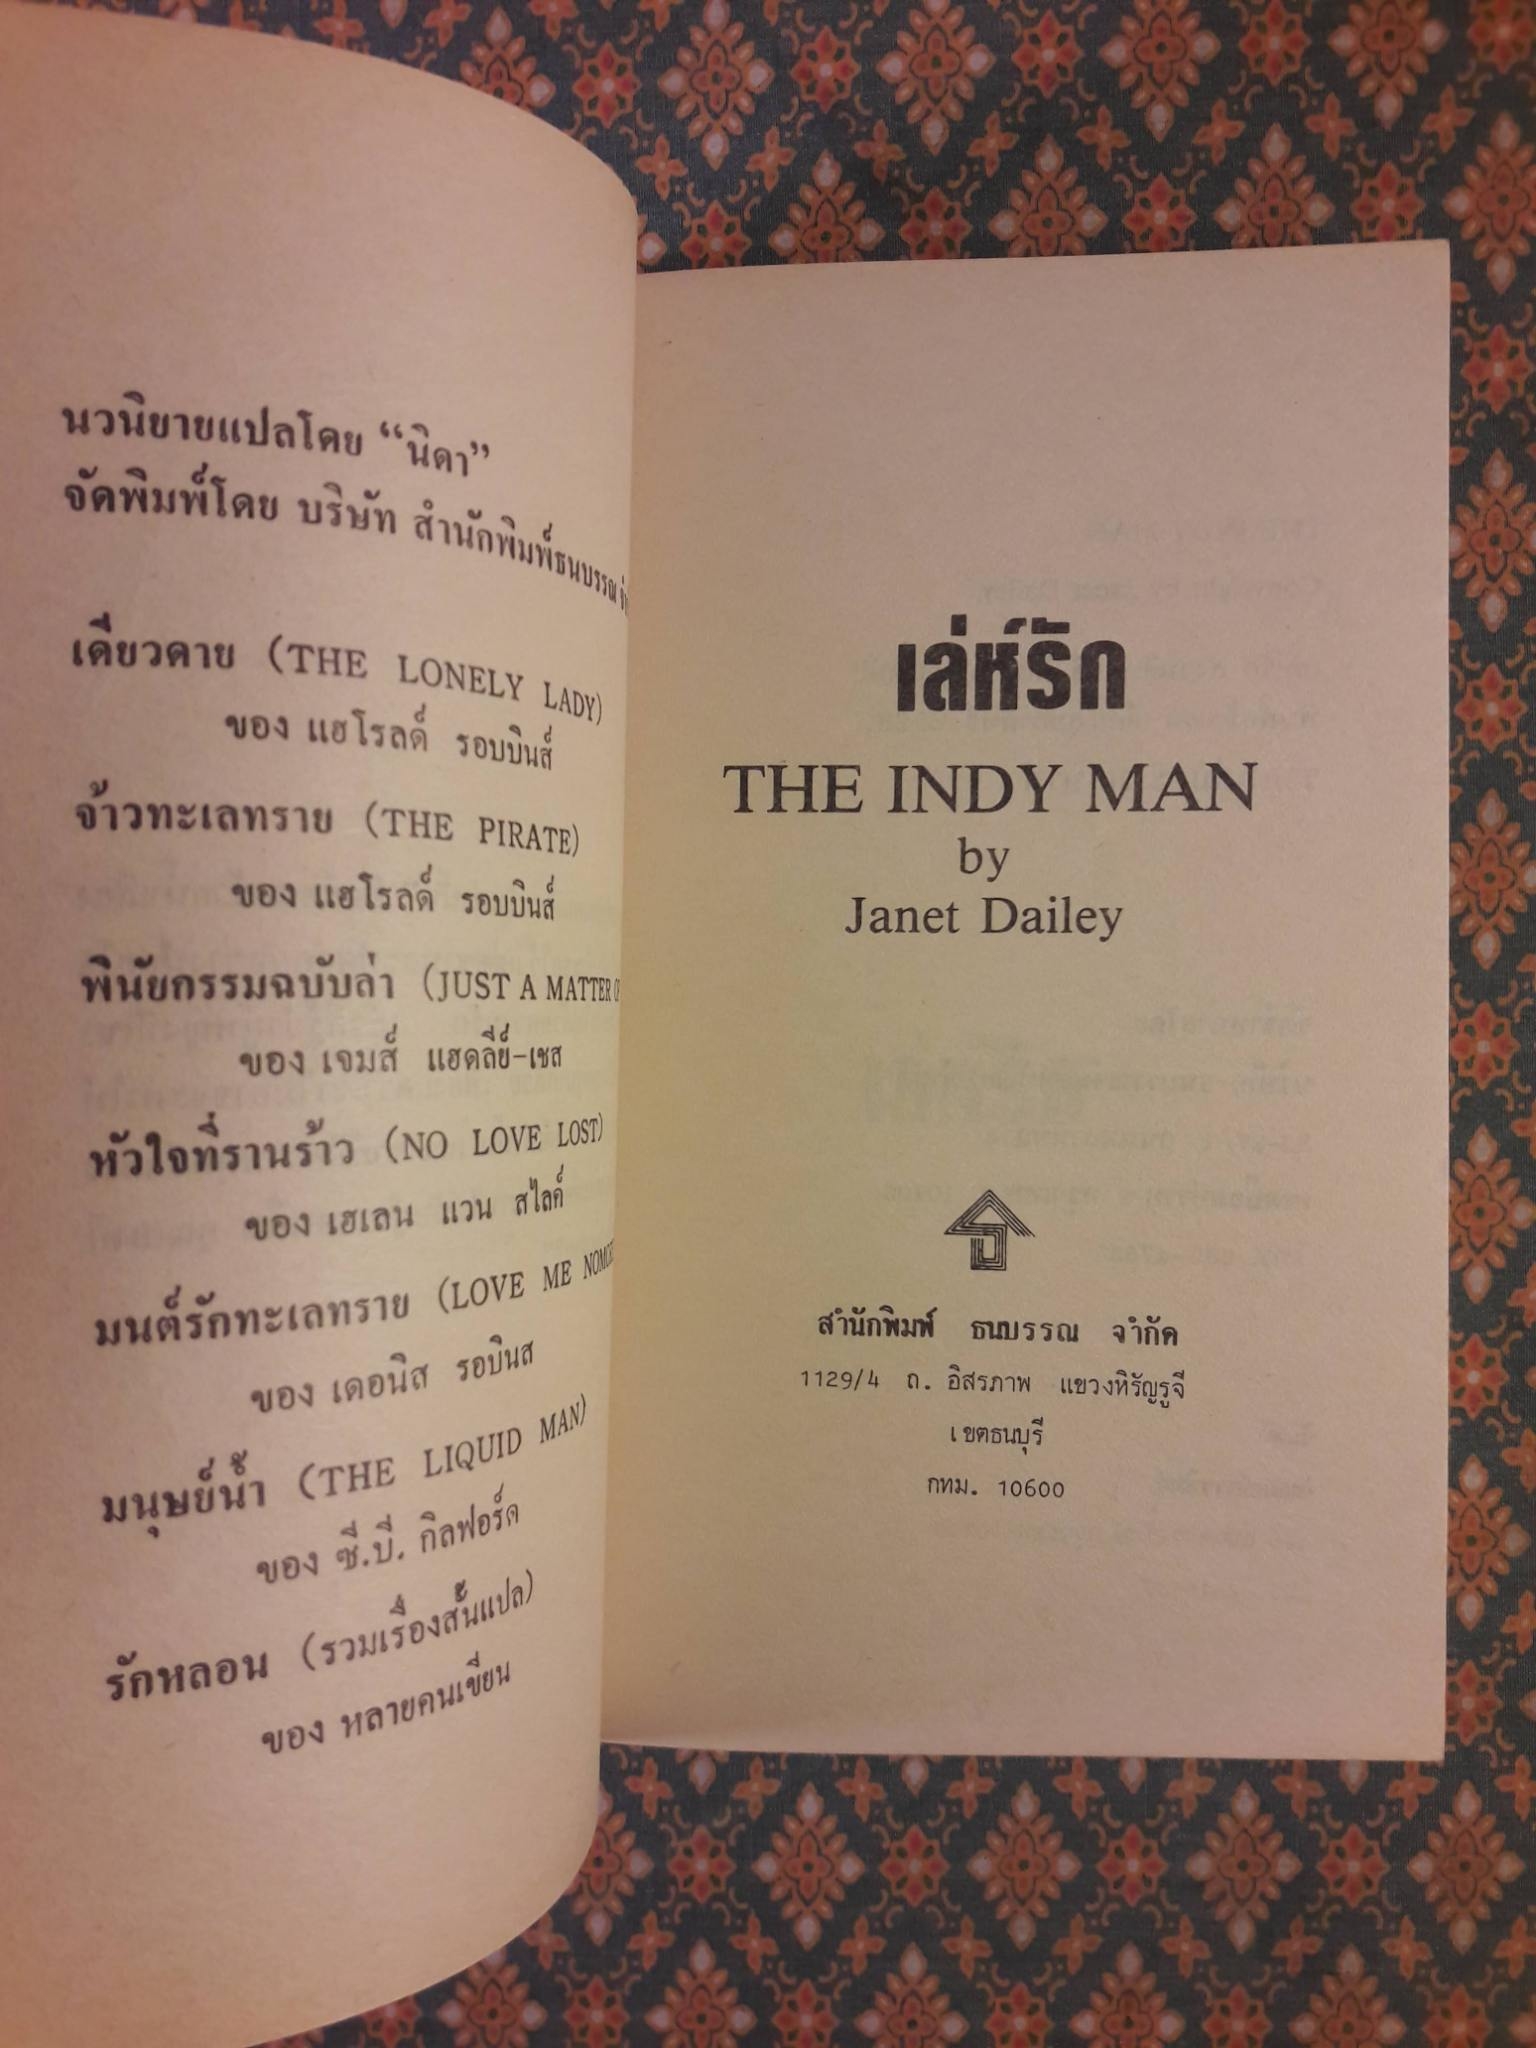 นวนิยายแปลโดย “นิดา”
จัดพิมพ์โดย บริษัท สำนักพิมพ์ธนบรรณ
เดียวดาย (THE LONELY LADY)
ของ แฮโรลด์ รอบบินส์
จ้าวทะเลทราย (THE PIRATE)
ของ แฮโรลด์ รอบบินส์
พินัยกรรมฉบับล่า (JUST A MATTER OF
ของ เจมส์ แฮดลีย์-เชส
หัวใจที่รานร้าว (NO LOVE LOST)
ของ เฮเลน แวน สไลค์
มนต์รักทะเลทราย (LOVE ME NOMORE
ของ เดอนิส รอบินส
มนุษย์น้ำ (THE LIQUID MAN)
ของ ซี.บี. กิลฟอร์ด
รักหลอน (รวมเรื่องสั้นแปล)
ของ หลายคนเขียน
เล่ห์รัก
THE INDY MAN
by
Janet Dailey
สำนักพิมพ์ ธนบรรณ จำกัด
1129/4 ถ. อิสรภาพ แขวงหิรัญรูจี
เขตธนบุรี
กทม. 10600